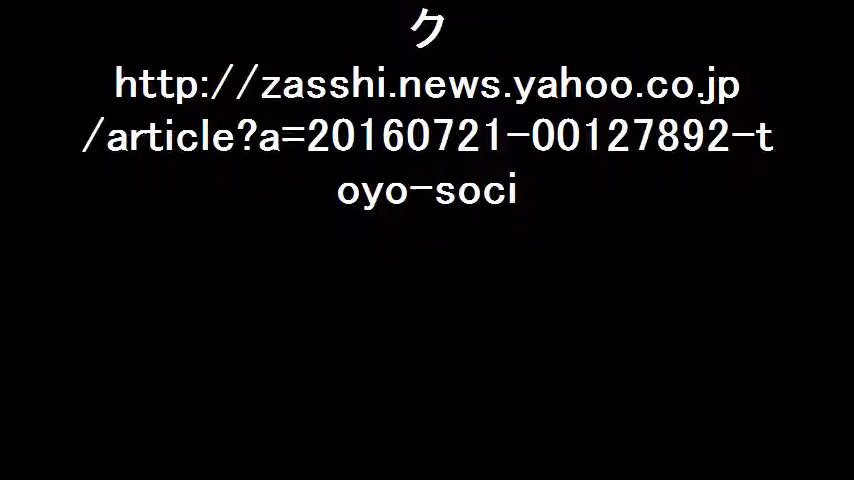 ク
http://zasshi.news.yahoo.co.jp
/article?a=20160721-00127892-t
oyo-soci